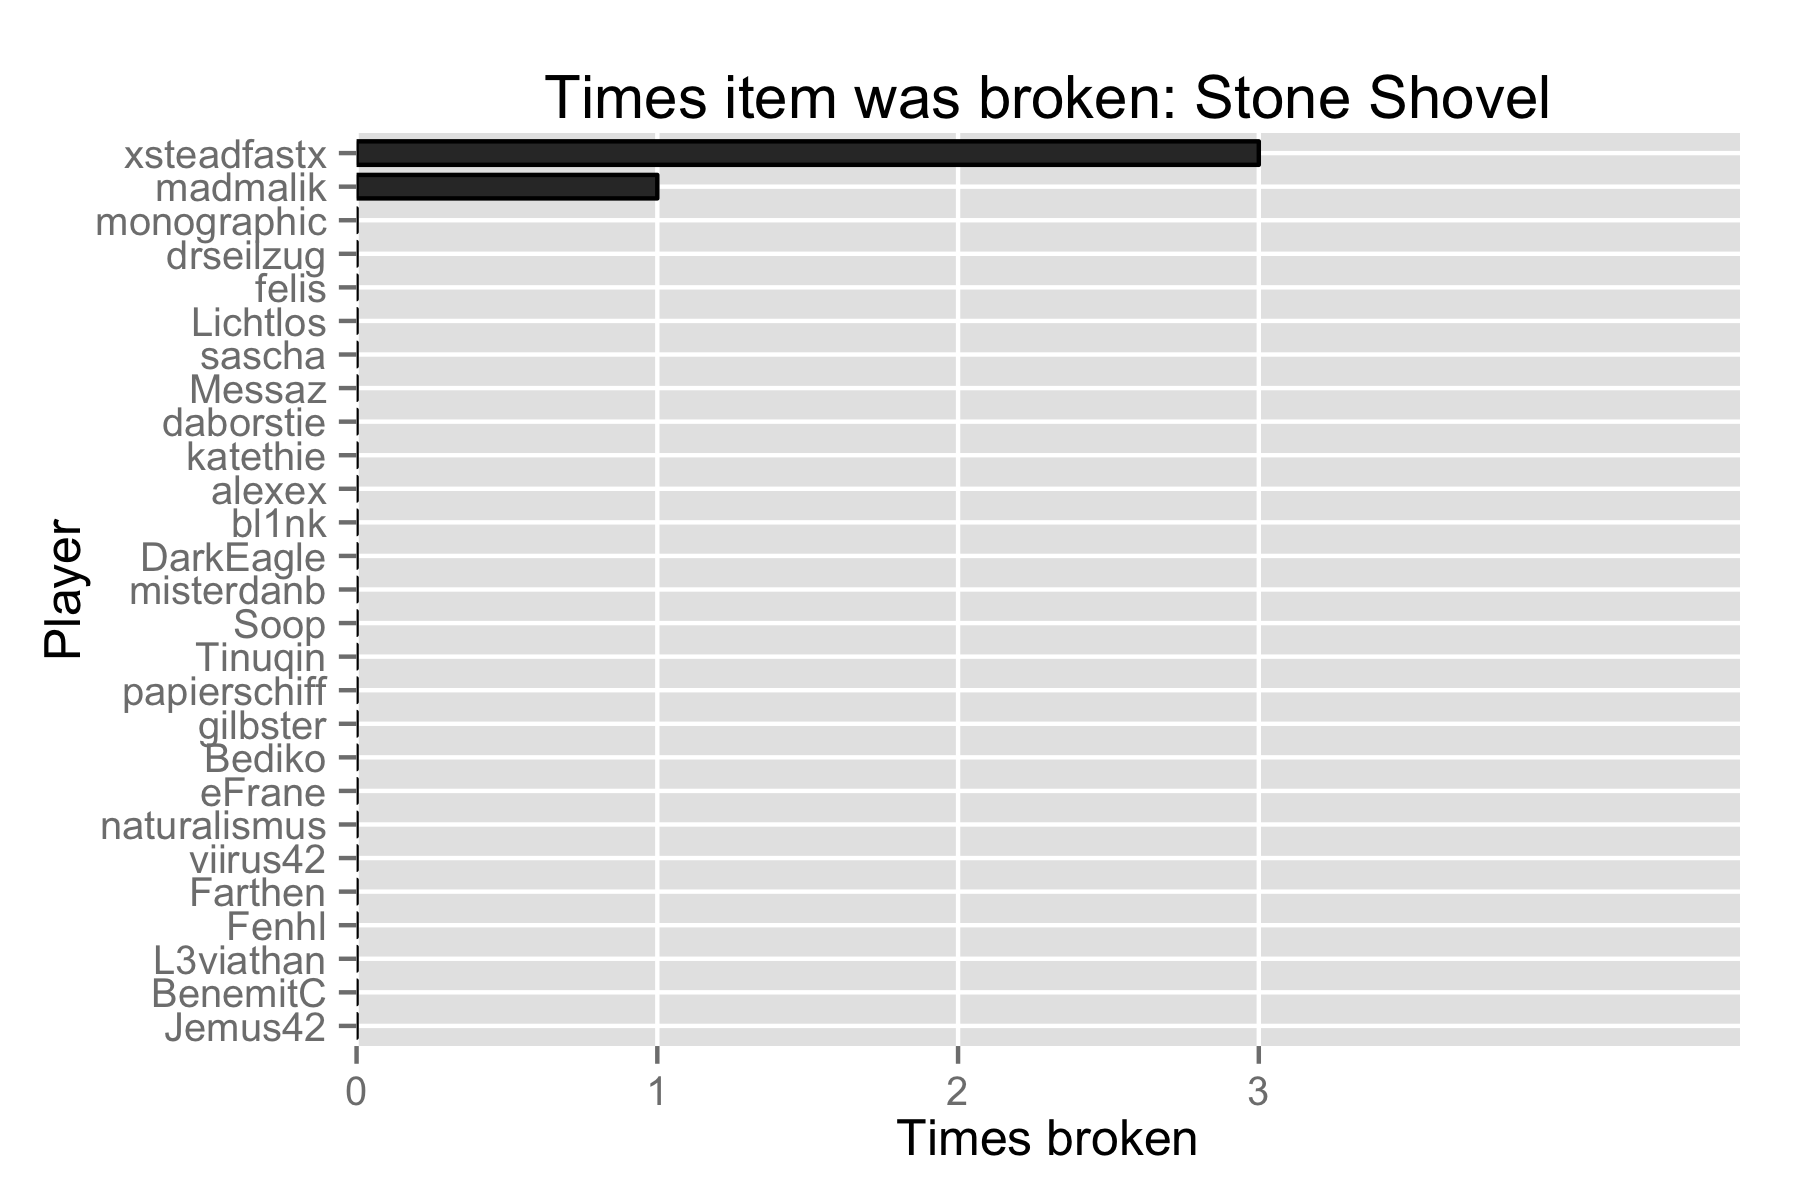 Times item was broken: Stone Shovel
xsteadfastx
madmalik
monographic
drseilzug
felis
Lichtlos
sascha
Messaz
daborstie
katethie
alexex
bl1nk
DarkEagle
misterdanb
Soop
Tinuqin
papierschiff
gilbster
Bediko
eFrane
naturalismus
viirus42
Farthen
Fenhl
L3viathan
BenemitC
Jemus42
Player
0 1 2 3
Times broken